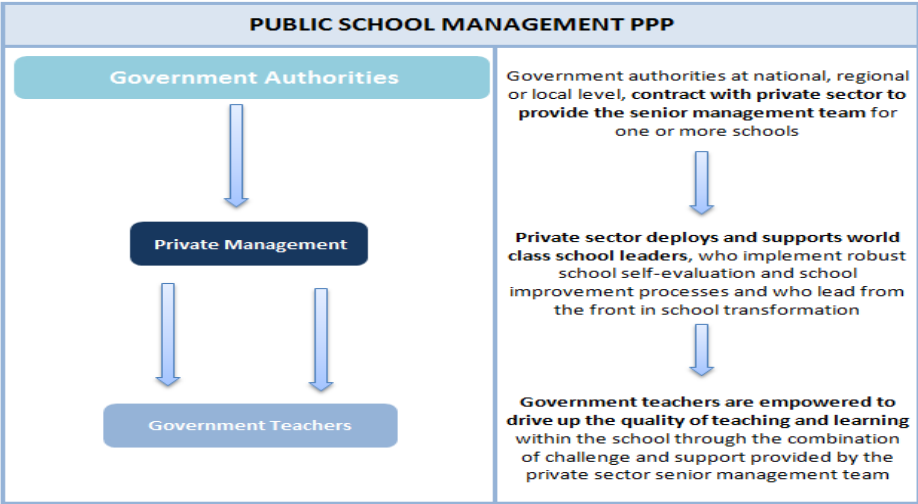 PUBLIC SCHOOL MANAGEMENT PPP
Government Authorities
Private Management
Government Teachers
Government authorities at national, regional
or local level, contract with private sector to
provide the senior management team for
one or more schools
Private sector deploys and supports world
class school leaders, who implement robust
school self-evaluation and school
improvement processes and who lead from
the front in school transformation
Government teachers are empowered to
drive up the quality of teaching and learning
within the school through the combination
of challenge and support provided by the
private sector senior management team